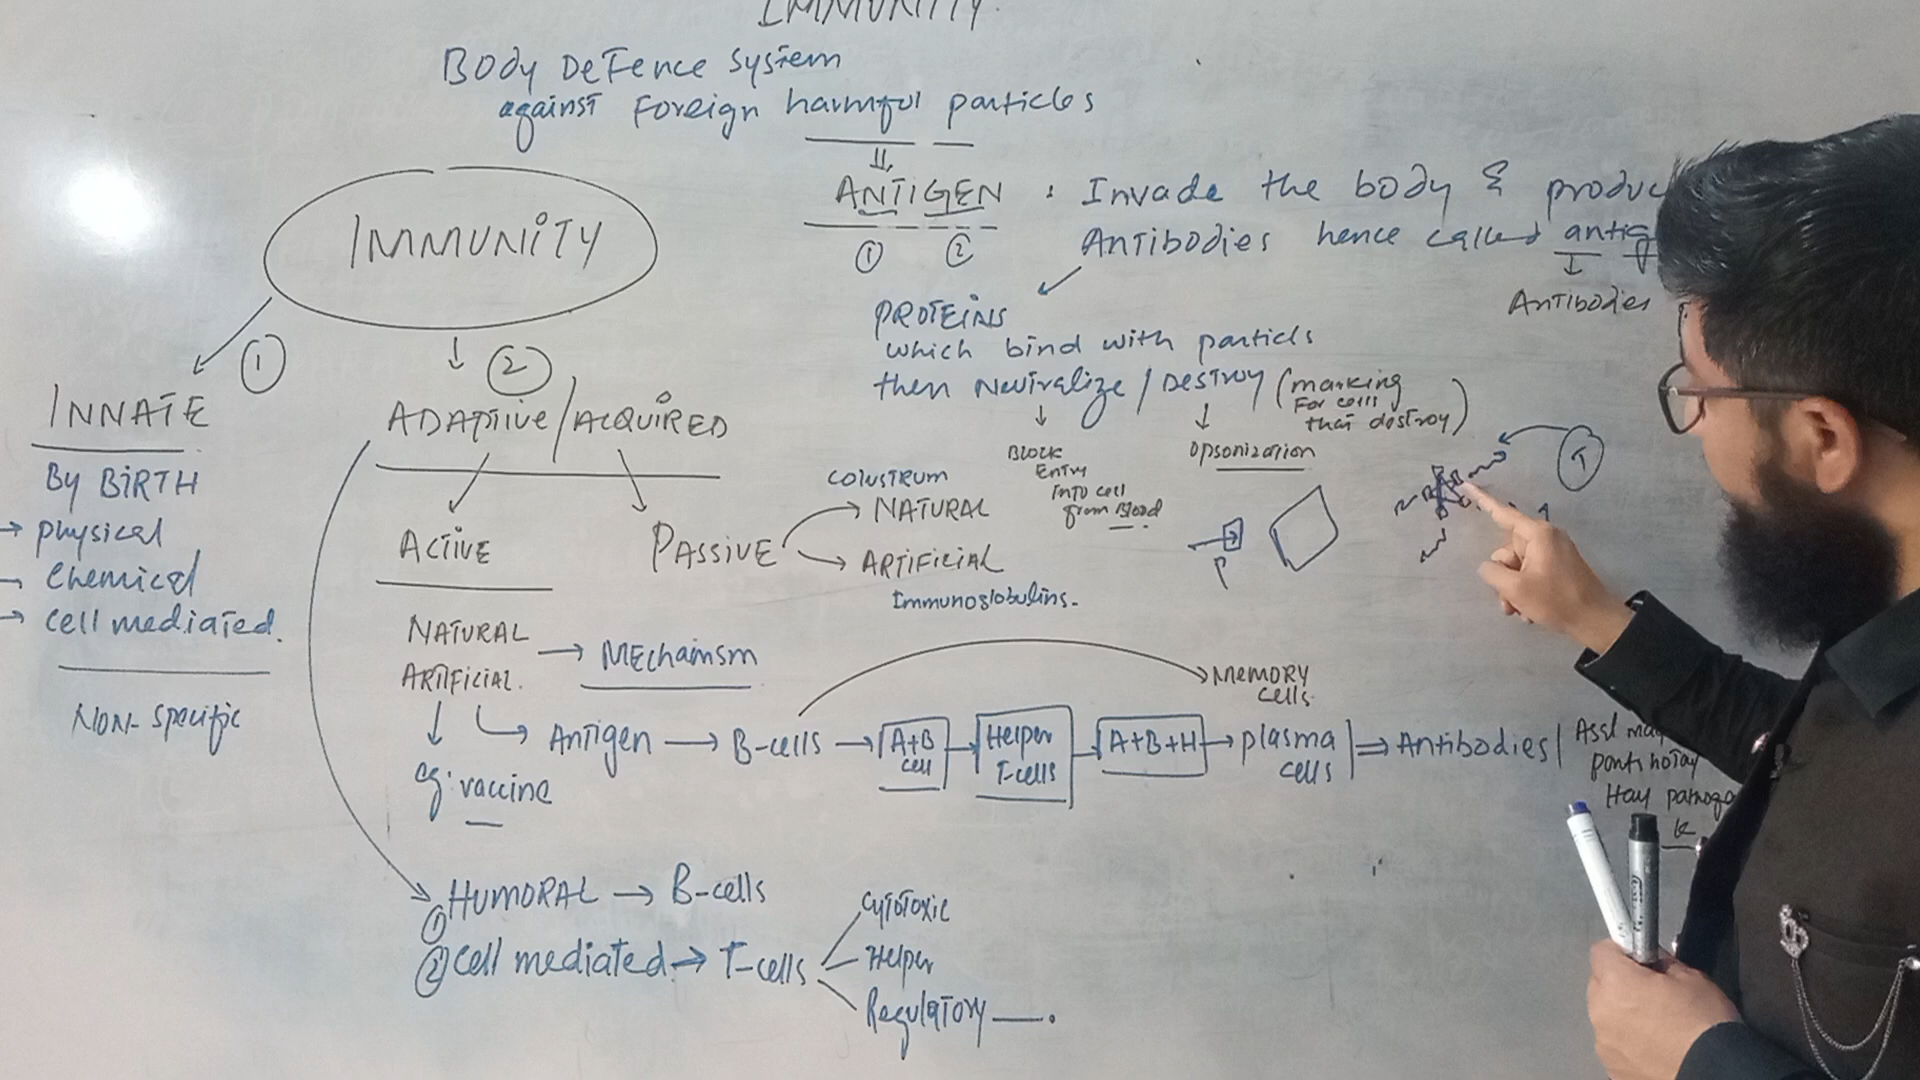 IMMUNITY
Body Defence System
against Foreign harmful particles
ANTIGEN : Invade the body & produc
① ②
Antibodies hence called antig
Antibodies
PROTEINS
which bind with particls
then Neutralize / Destroy (marking
For cells
that destroy)
Block
Entry
Into cell
from Blood
opsonization
P
T
IMMUNITY
①
②
INNATE
By BIRTH
→ physical
→ Chemical
→ cell mediated.
Non-specific
ADAPTIVE/ACQUIRED
ACTIVE
PASSIVE
Colustrum
NATURAL
ARTIFICIAL
Immunoglobulins.
NATURAL
ARTIFICIAL.
→ Mechanism
eg: vaccine
Antigen → B-cells → A+B
cell → Helper
T-cells → A+B+H → plasma
cells ⇒ Antibodies
Memory
cells.
① HUMORAL → B-cells
② Cell mediated → T-cells
Cytotoxic
Helper
Regulatory